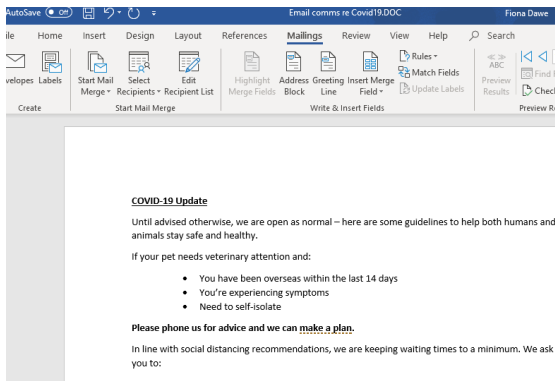 AutoSave Off Email comms re Covid19.DOC Fiona Dawe
Home Insert Design Layout References Mailings Review View Help Search
Labels
Start Mail Merge
Select Recipients
Edit Recipient List
Highlight Merge Fields
Address Block
Greeting Line
Insert Merge Field
Rules
Match Fields
Update Labels
ABC
Preview Results
Find
Create Start Mail Merge Write & Insert Fields
COVID-19 Update
Until advised otherwise, we are open as normal – here are some guidelines to help both humans and
animals stay safe and healthy.
If your pet needs veterinary attention and:
• You have been overseas within the last 14 days
• You're experiencing symptoms
• Need to self-isolate
Please phone us for advice and we can make a plan.
In line with social distancing recommendations, we are keeping waiting times to a minimum. We ask
you to: